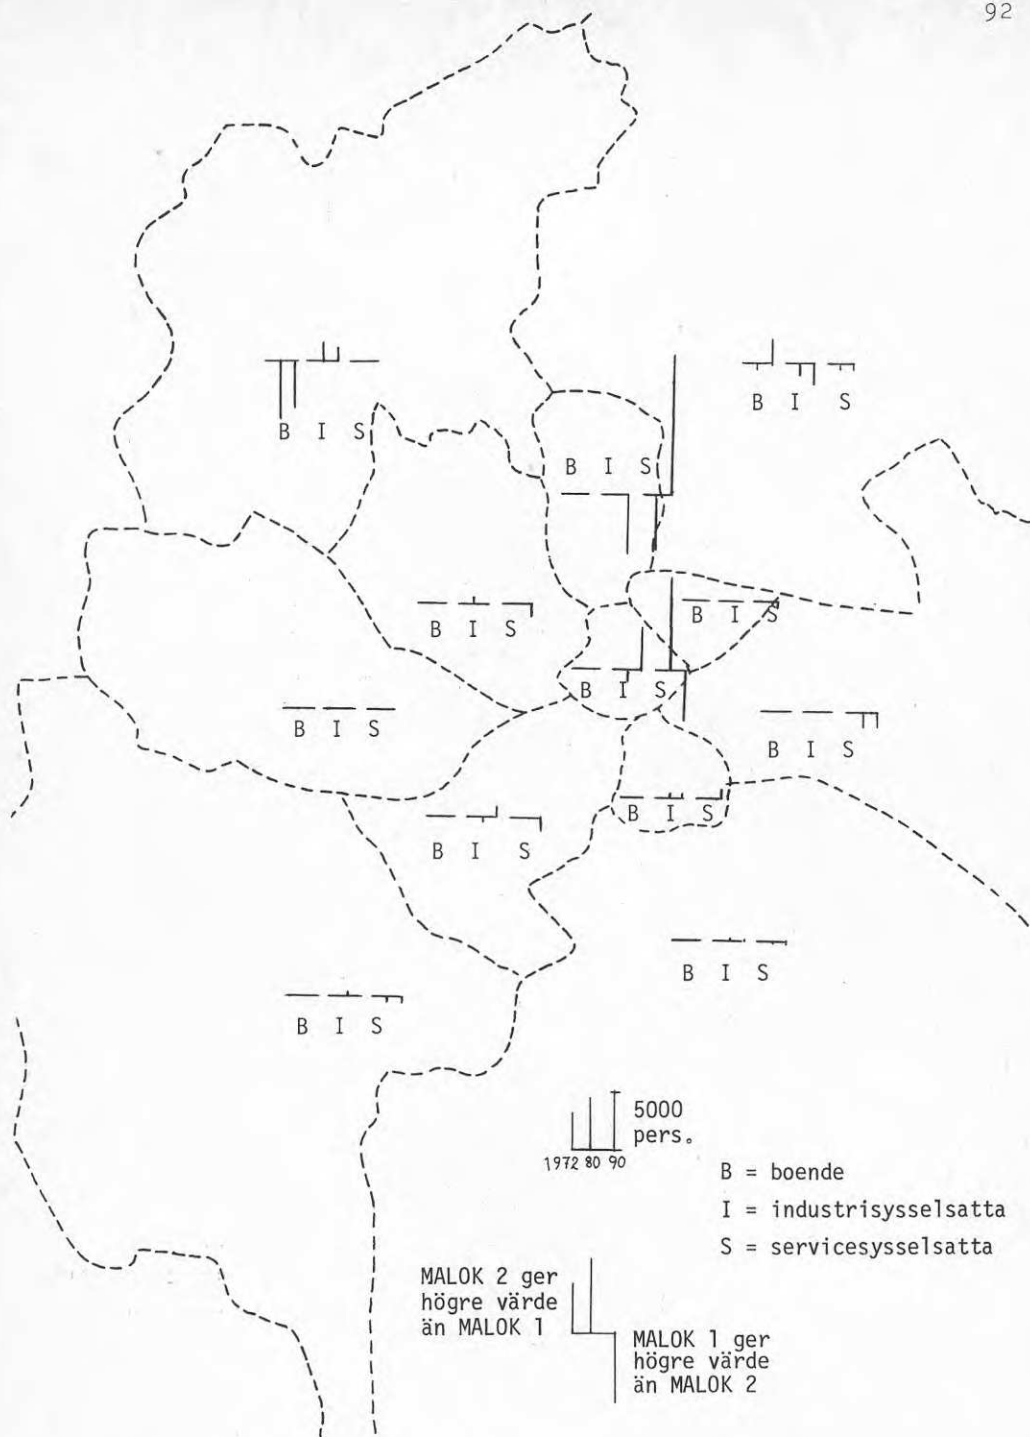 92
B I S
B I S
B I S
B I S
B I S
B I S
B I S
B I S
B I S
B I S
B I S
B I S
5000
pers.
1972 80 90
B = boende
I = industrisysselsatta
S = servicesysselsatta
MALOK 2 ger
högre värde
än MALOK 1
MALOK 1 ger
högre värde
än MALOK 2